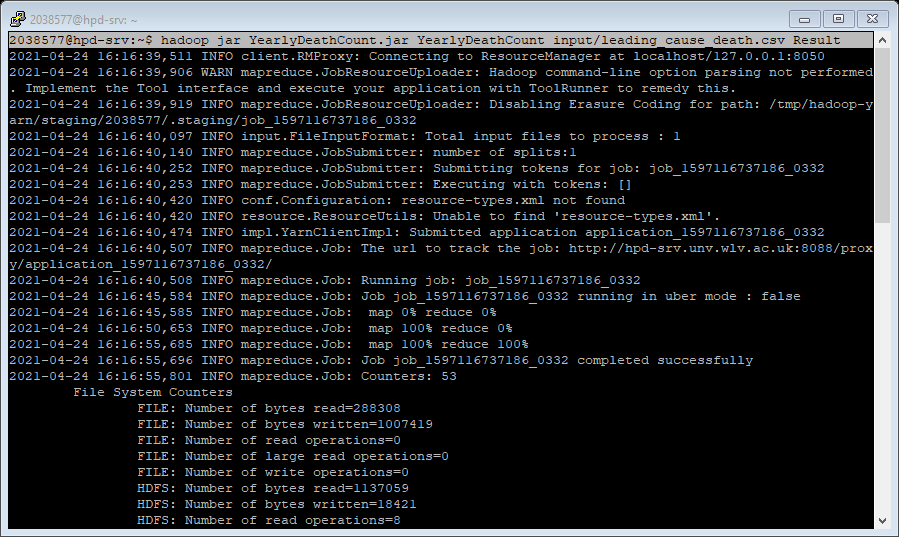 2038577@hpd-srv: ~
2038577@hpd-srv:~$ hadoop jar YearlyDeathCount.jar YearlyDeathCount input/leading_cause_death.csv Result
2021-04-24 16:16:39,511 INFO client.RMProxy: Connecting to ResourceManager at localhost/127.0.0.1:8050
2021-04-24 16:16:39,906 WARN mapreduce.JobResourceUploader: Hadoop command-line option parsing not performed
. Implement the Tool interface and execute your application with ToolRunner to remedy this.
2021-04-24 16:16:39,919 INFO mapreduce.JobResourceUploader: Disabling Erasure Coding for path: /tmp/hadoop-y
arn/staging/2038577/.staging/job_1597116737186_0332
2021-04-24 16:16:40,097 INFO input.FileInputFormat: Total input files to process : 1
2021-04-24 16:16:40,140 INFO mapreduce.JobSubmitter: number of splits:1
2021-04-24 16:16:40,252 INFO mapreduce.JobSubmitter: Submitting tokens for job: job_1597116737186_0332
2021-04-24 16:16:40,253 INFO mapreduce.JobSubmitter: Executing with tokens: []
2021-04-24 16:16:40,420 INFO conf.Configuration: resource-types.xml not found
2021-04-24 16:16:40,420 INFO resource.ResourceUtils: Unable to find 'resource-types.xml'.
2021-04-24 16:16:40,474 INFO impl.YarnClientImpl: Submitted application application_1597116737186_0332
2021-04-24 16:16:40,507 INFO mapreduce.Job: The url to track the job: http://hpd-srv.unv.wlv.ac.uk:8088/prox
y/application_1597116737186_0332/
2021-04-24 16:16:40,508 INFO mapreduce.Job: Running job: job_1597116737186_0332
2021-04-24 16:16:45,584 INFO mapreduce.Job: Job job_1597116737186_0332 running in uber mode : false
2021-04-24 16:16:45,585 INFO mapreduce.Job:  map 0% reduce 0%
2021-04-24 16:16:50,653 INFO mapreduce.Job:  map 100% reduce 0%
2021-04-24 16:16:55,685 INFO mapreduce.Job:  map 100% reduce 100%
2021-04-24 16:16:55,696 INFO mapreduce.Job: Job job_1597116737186_0332 completed successfully
2021-04-24 16:16:55,801 INFO mapreduce.Job: Counters: 53
File System Counters
FILE: Number of bytes read=288308
FILE: Number of bytes written=1007419
FILE: Number of read operations=0
FILE: Number of large read operations=0
FILE: Number of write operations=0
HDFS: Number of bytes read=1137059
HDFS: Number of bytes written=18421
HDFS: Number of read operations=8